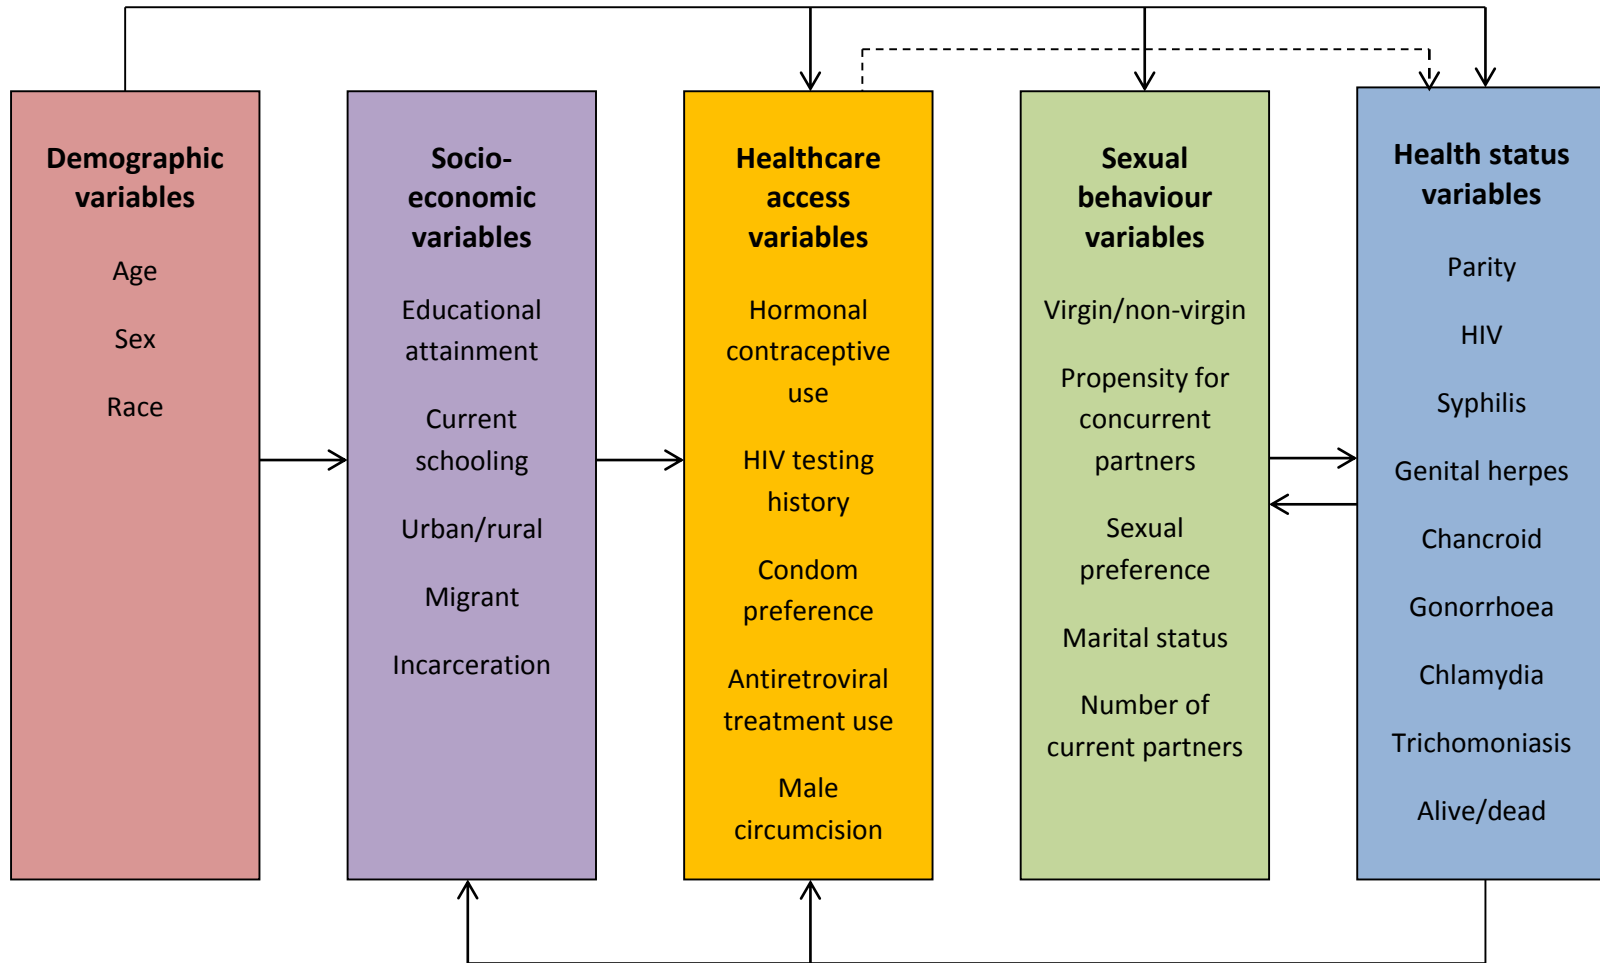 Demographic
variables
Age
Sex
Race
Socio-
economic
variables
Educational
attainment
Current
schooling
Urban/rural
Migrant
Incarceration
Healthcare
access
variables
Hormonal
contraceptive
use
HIV testing
history
Condom
preference
Antiretroviral
treatment use
Male
circumcision
Sexual
behaviour
variables
Virgin/non-virgin
Propensity for
concurrent
partners
Sexual
preference
Marital status
Number of
current partners
Health status
variables
Parity
HIV
Syphilis
Genital herpes
Chancroid
Gonorrhoea
Chlamydia
Trichomoniasis
Alive/dead